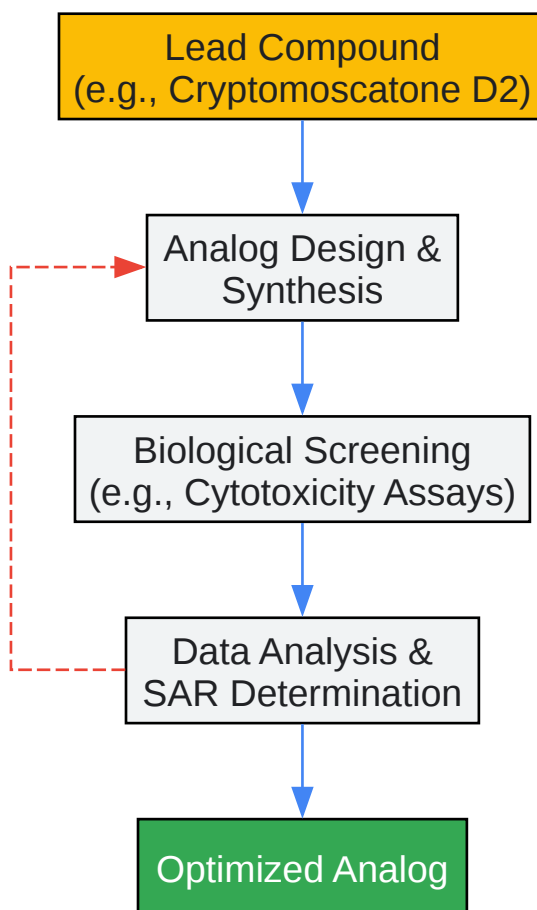 Lead Compound
(e.g., Cryptomoscatone D2)
Analog Design &
Synthesis
Biological Screening
(e.g., Cytotoxicity Assays)
Data Analysis &
SAR Determination
Optimized Analog